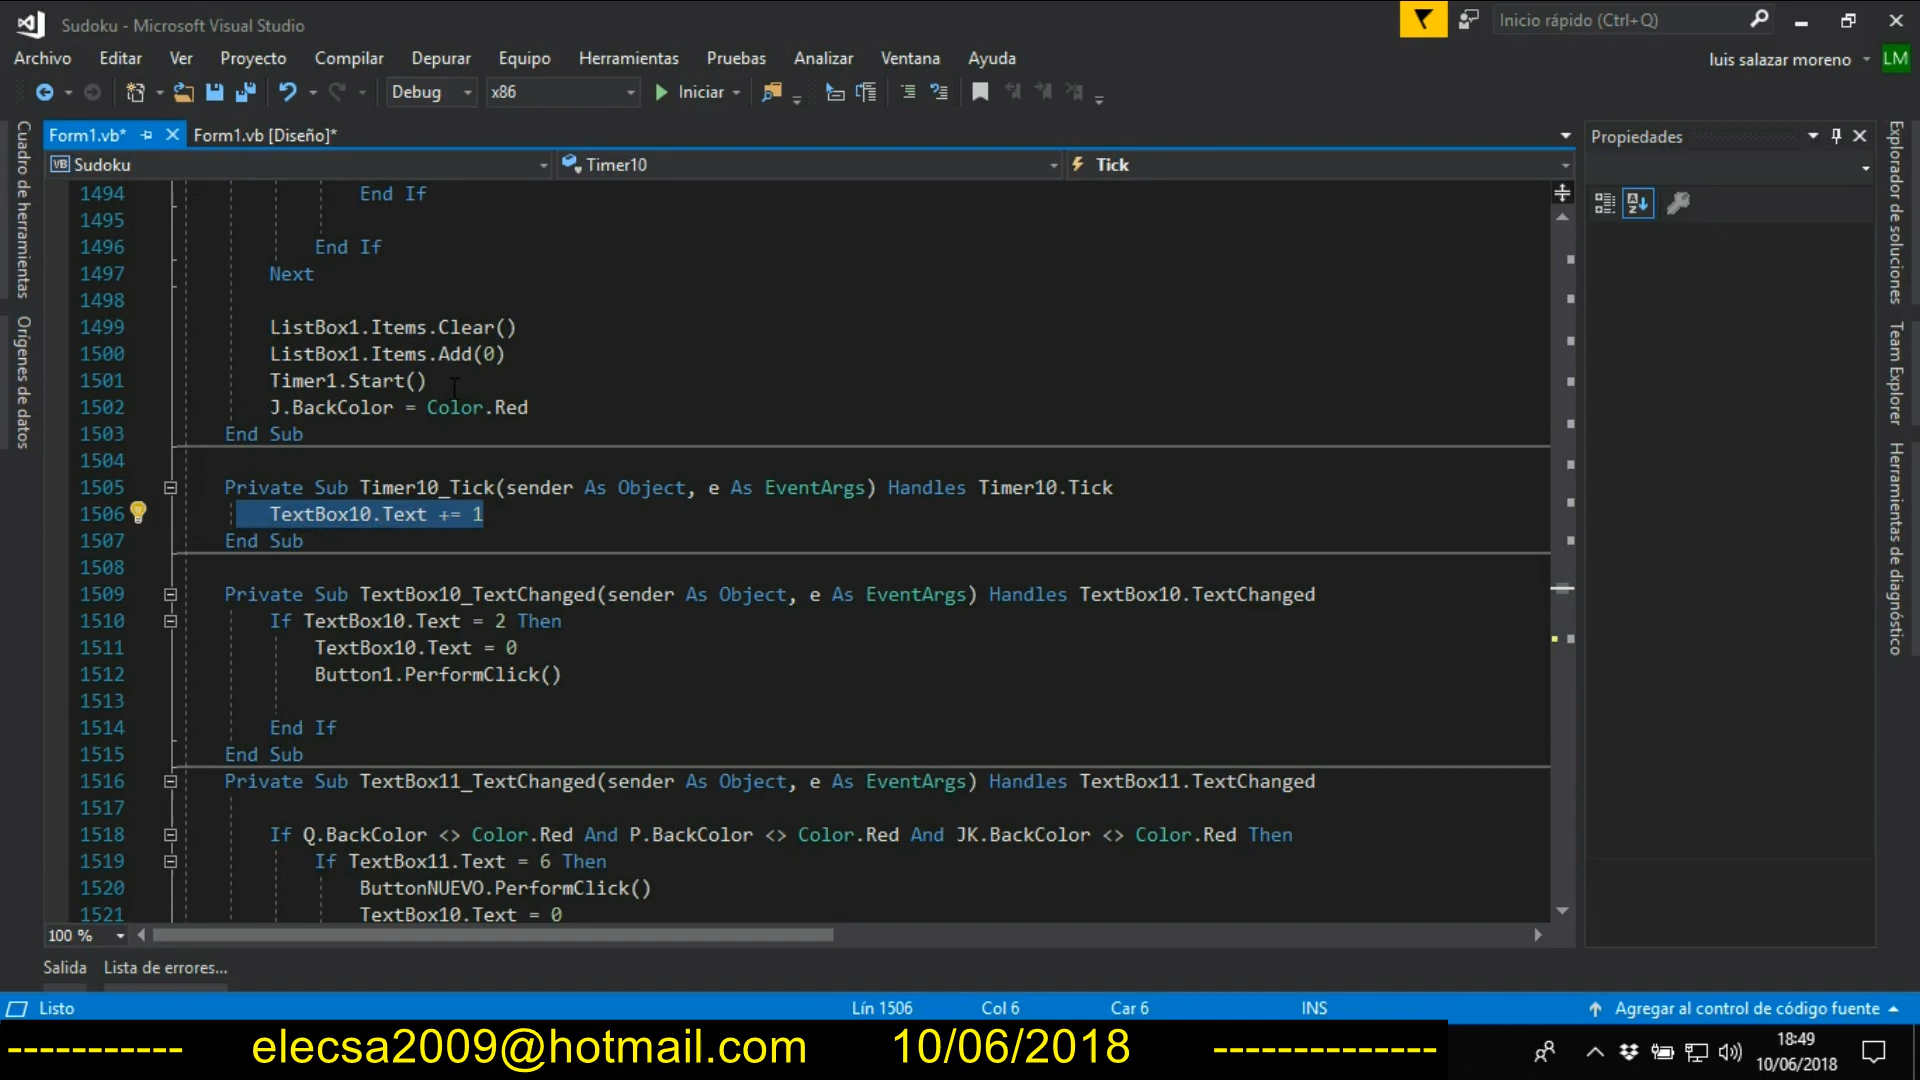 Sudoku - Microsoft Visual Studio
Inicio rápido (Ctrl+Q)
Archivo Editar Ver Proyecto Compilar Depurar Equipo Herramientas Pruebas Analizar Ventana Ayuda
luis salazar moreno LM
Debug x86 Iniciar
Form1.vb* Form1.vb [Diseño]*
VB Sudoku Timer10 Tick
Cuadro de herramientas
Orígenes de datos
1494 End If
1495
1496 End If
1497 Next
1498
1499 ListBox1.Items.Clear()
1500 ListBox1.Items.Add(0)
1501 Timer1.Start()
1502 J.BackColor = Color.Red
1503 End Sub
1504
1505 Private Sub Timer10_Tick(sender As Object, e As EventArgs) Handles Timer10.Tick
1506 TextBox10.Text += 1
1507 End Sub
1508
1509 Private Sub TextBox10_TextChanged(sender As Object, e As EventArgs) Handles TextBox10.TextChanged
1510 If TextBox10.Text = 2 Then
1511 TextBox10.Text = 0
1512 Button1.PerformClick()
1513
1514 End If
1515 End Sub
1516 Private Sub TextBox11_TextChanged(sender As Object, e As EventArgs) Handles TextBox11.TextChanged
1517
1518 If Q.BackColor <> Color.Red And P.BackColor <> Color.Red And JK.BackColor <> Color.Red Then
1519 If TextBox11.Text = 6 Then
1520 ButtonNUEVO.PerformClick()
1521 TextBox10.Text = 0
100 %
Propiedades
Explorador de soluciones
Team Explorer
Herramientas de diagnóstico
Salida Lista de errores...
Listo Lín 1506 Col 6 Car 6 INS Agregar al control de código fuente
----------- elecsa2009@hotmail.com 10/06/2018 --------------
18:49
10/06/2018